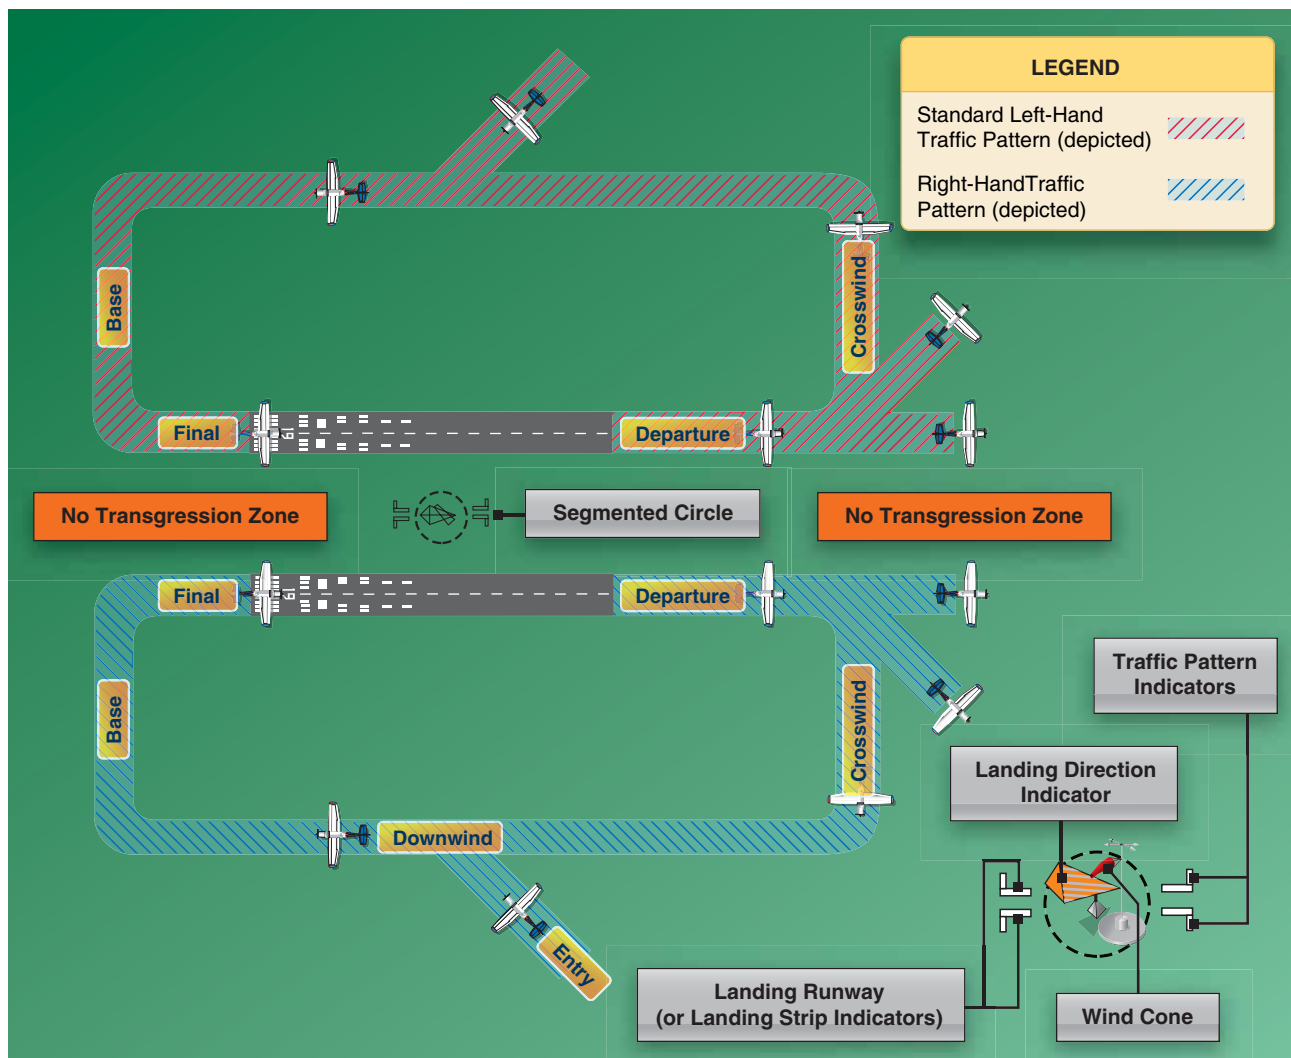 LEGEND
Standard Left-Hand
Traffic Pattern (depicted)
Right-HandTraffic
Pattern (depicted)
Base
Crosswind
Final
19
Departure
No Transgression Zone
Segmented Circle
No Transgression Zone
Final
19
Departure
Base
Crosswind
Downwind
Entry
Traffic Pattern
Indicators
Landing Direction
Indicator
Landing Runway
(or Landing Strip Indicators)
Wind Cone